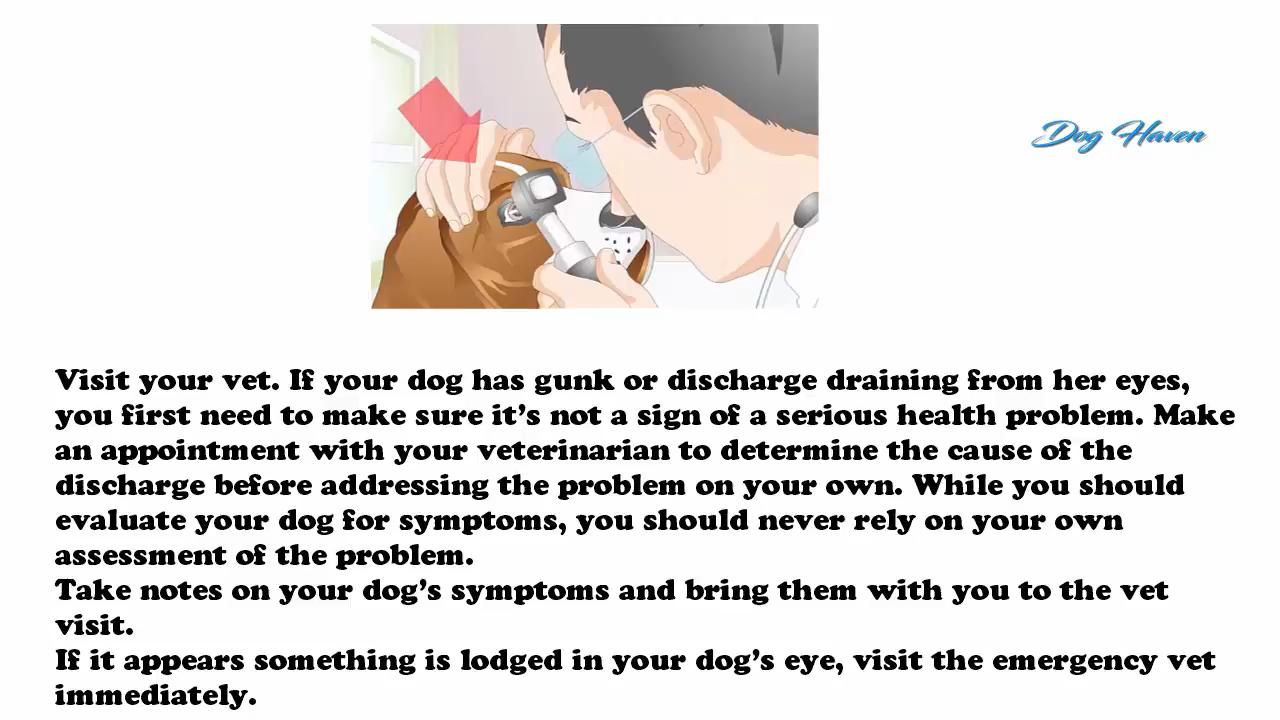 Dog Haven
Visit your vet. If your dog has gunk or discharge draining from her eyes,
you first need to make sure it’s not a sign of a serious health problem. Make
an appointment with your veterinarian to determine the cause of the
discharge before addressing the problem on your own. While you should
evaluate your dog for symptoms, you should never rely on your own
assessment of the problem.
Take notes on your dog’s symptoms and bring them with you to the vet
visit.
If it appears something is lodged in your dog’s eye, visit the emergency vet
immediately.